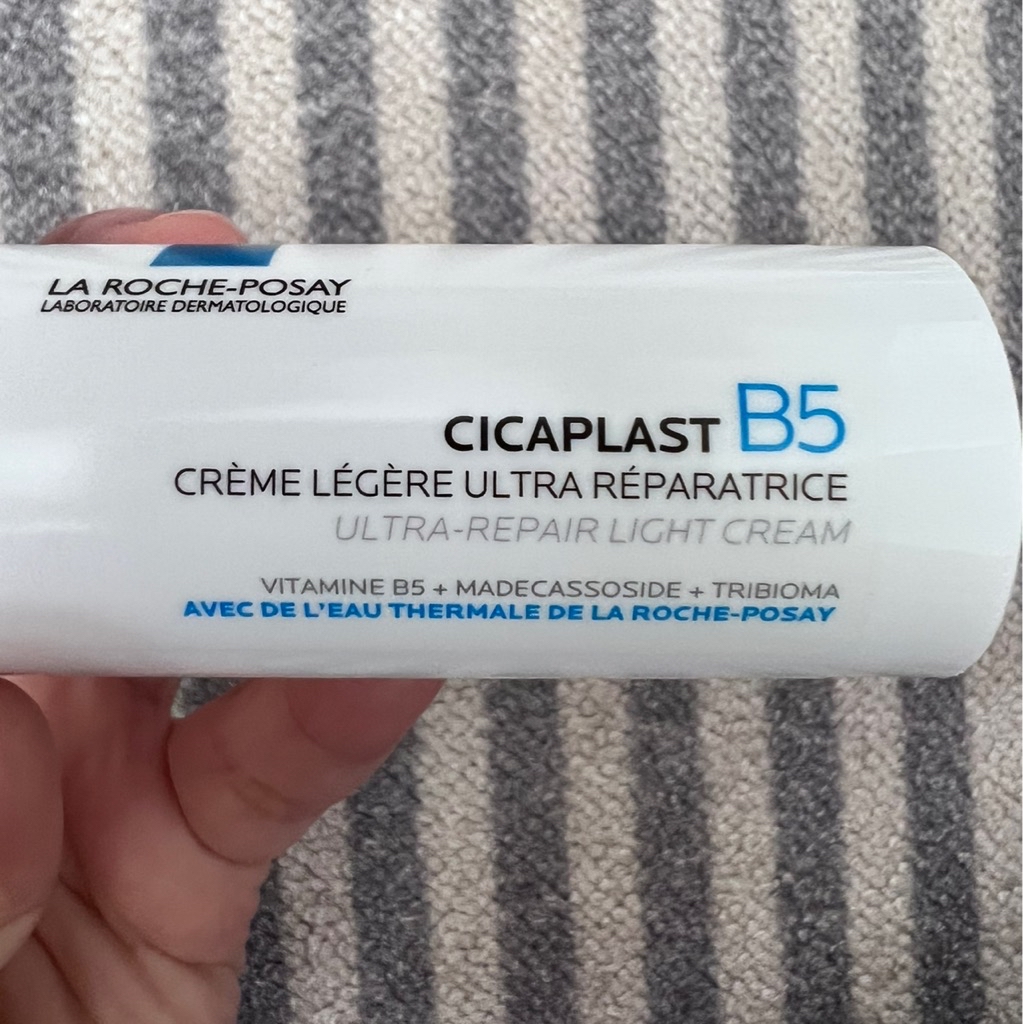 LA ROCHE-POSAY
LABORATOIRE DERMATOLOGIQUE
CICAPLAST B5
CRÈME LÉGÈRE ULTRA RÉPARATRICE
ULTRA-REPAIR LIGHT CREAM
VITAMINE B5 + MADECASSOSIDE + TRIBIOMA
AVEC DE L'EAU THERMALE DE LA ROCHE-POSAY